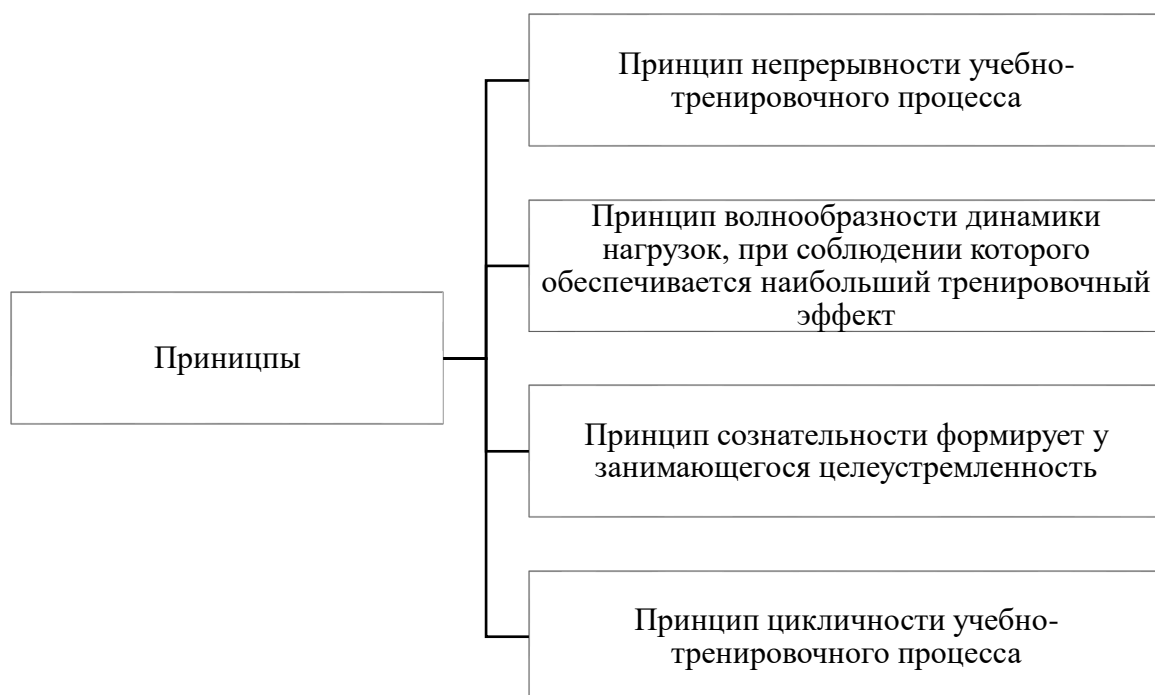 Принцип непрерывности учебно-
тренировочного процесса
Принцип волнообразности динамики
нагрузок, при соблюдении которого
обеспечивается наибольший тренировочный
эффект
Приницпы
Принцип сознательности формирует у
занимающегося целеустремленность
Принцип цикличности учебно-
тренировочного процесса